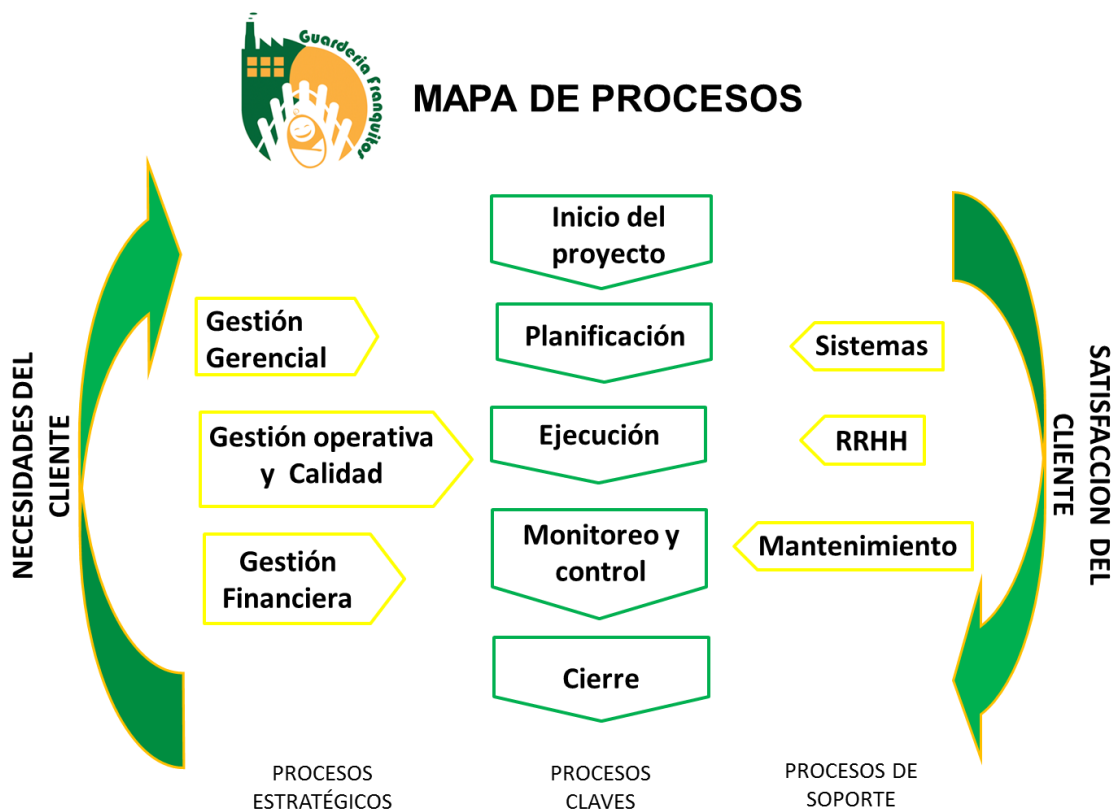 Guarderia Franquitos
MAPA DE PROCESOS
NECESIDADES DEL
CLIENTE
Gestión
Gerencial
Gestión operativa
y Calidad
Gestión
Financiera
PROCESOS
ESTRATÉGICOS
Inicio del
proyecto
Planificación
Ejecución
Monitoreo y
control
Cierre
PROCESOS
CLAVES
Sistemas
RRHH
Mantenimiento
PROCESOS DE
SOPORTE
SATISFACCION DEL
CLIENTE